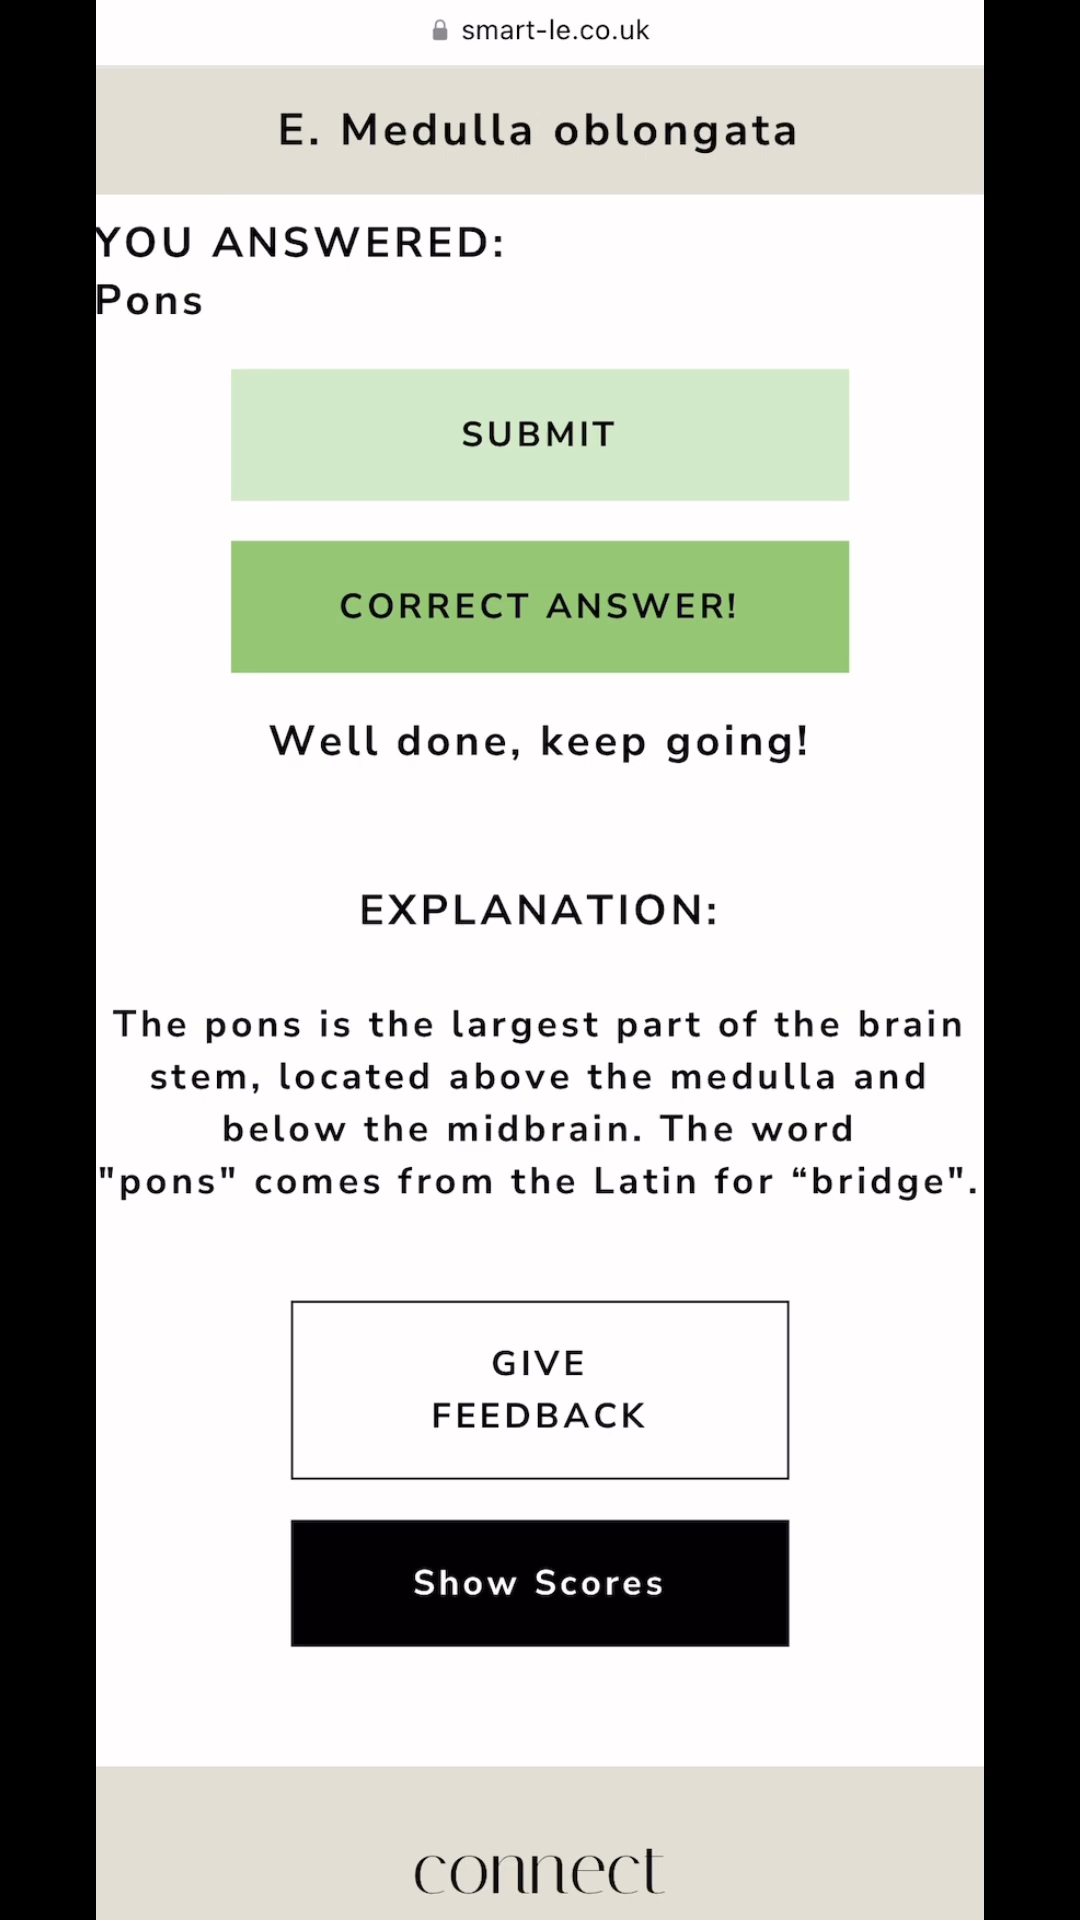 smart-le.co.uk
E. Medulla oblongata
YOU ANSWERED:
Pons
SUBMIT
CORRECT ANSWER!
Well done, keep going!
EXPLANATION:
The pons is the largest part of the brain
stem, located above the medulla and
below the midbrain. The word
"pons" comes from the Latin for “bridge".
GIVE
FEEDBACK
Show Scores
connect